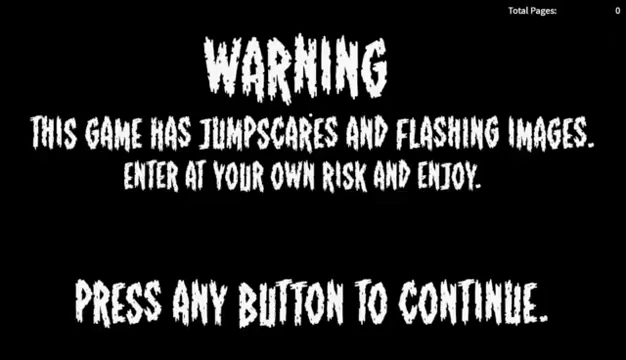 Total Pages: 0
WARNING
THIS GAME HAS JUMPSCARES AND FLASHING IMAGES.
ENTER AT YOUR OWN RISK AND ENJOY.
PRESS ANY BUTTON TO CONTINUE.